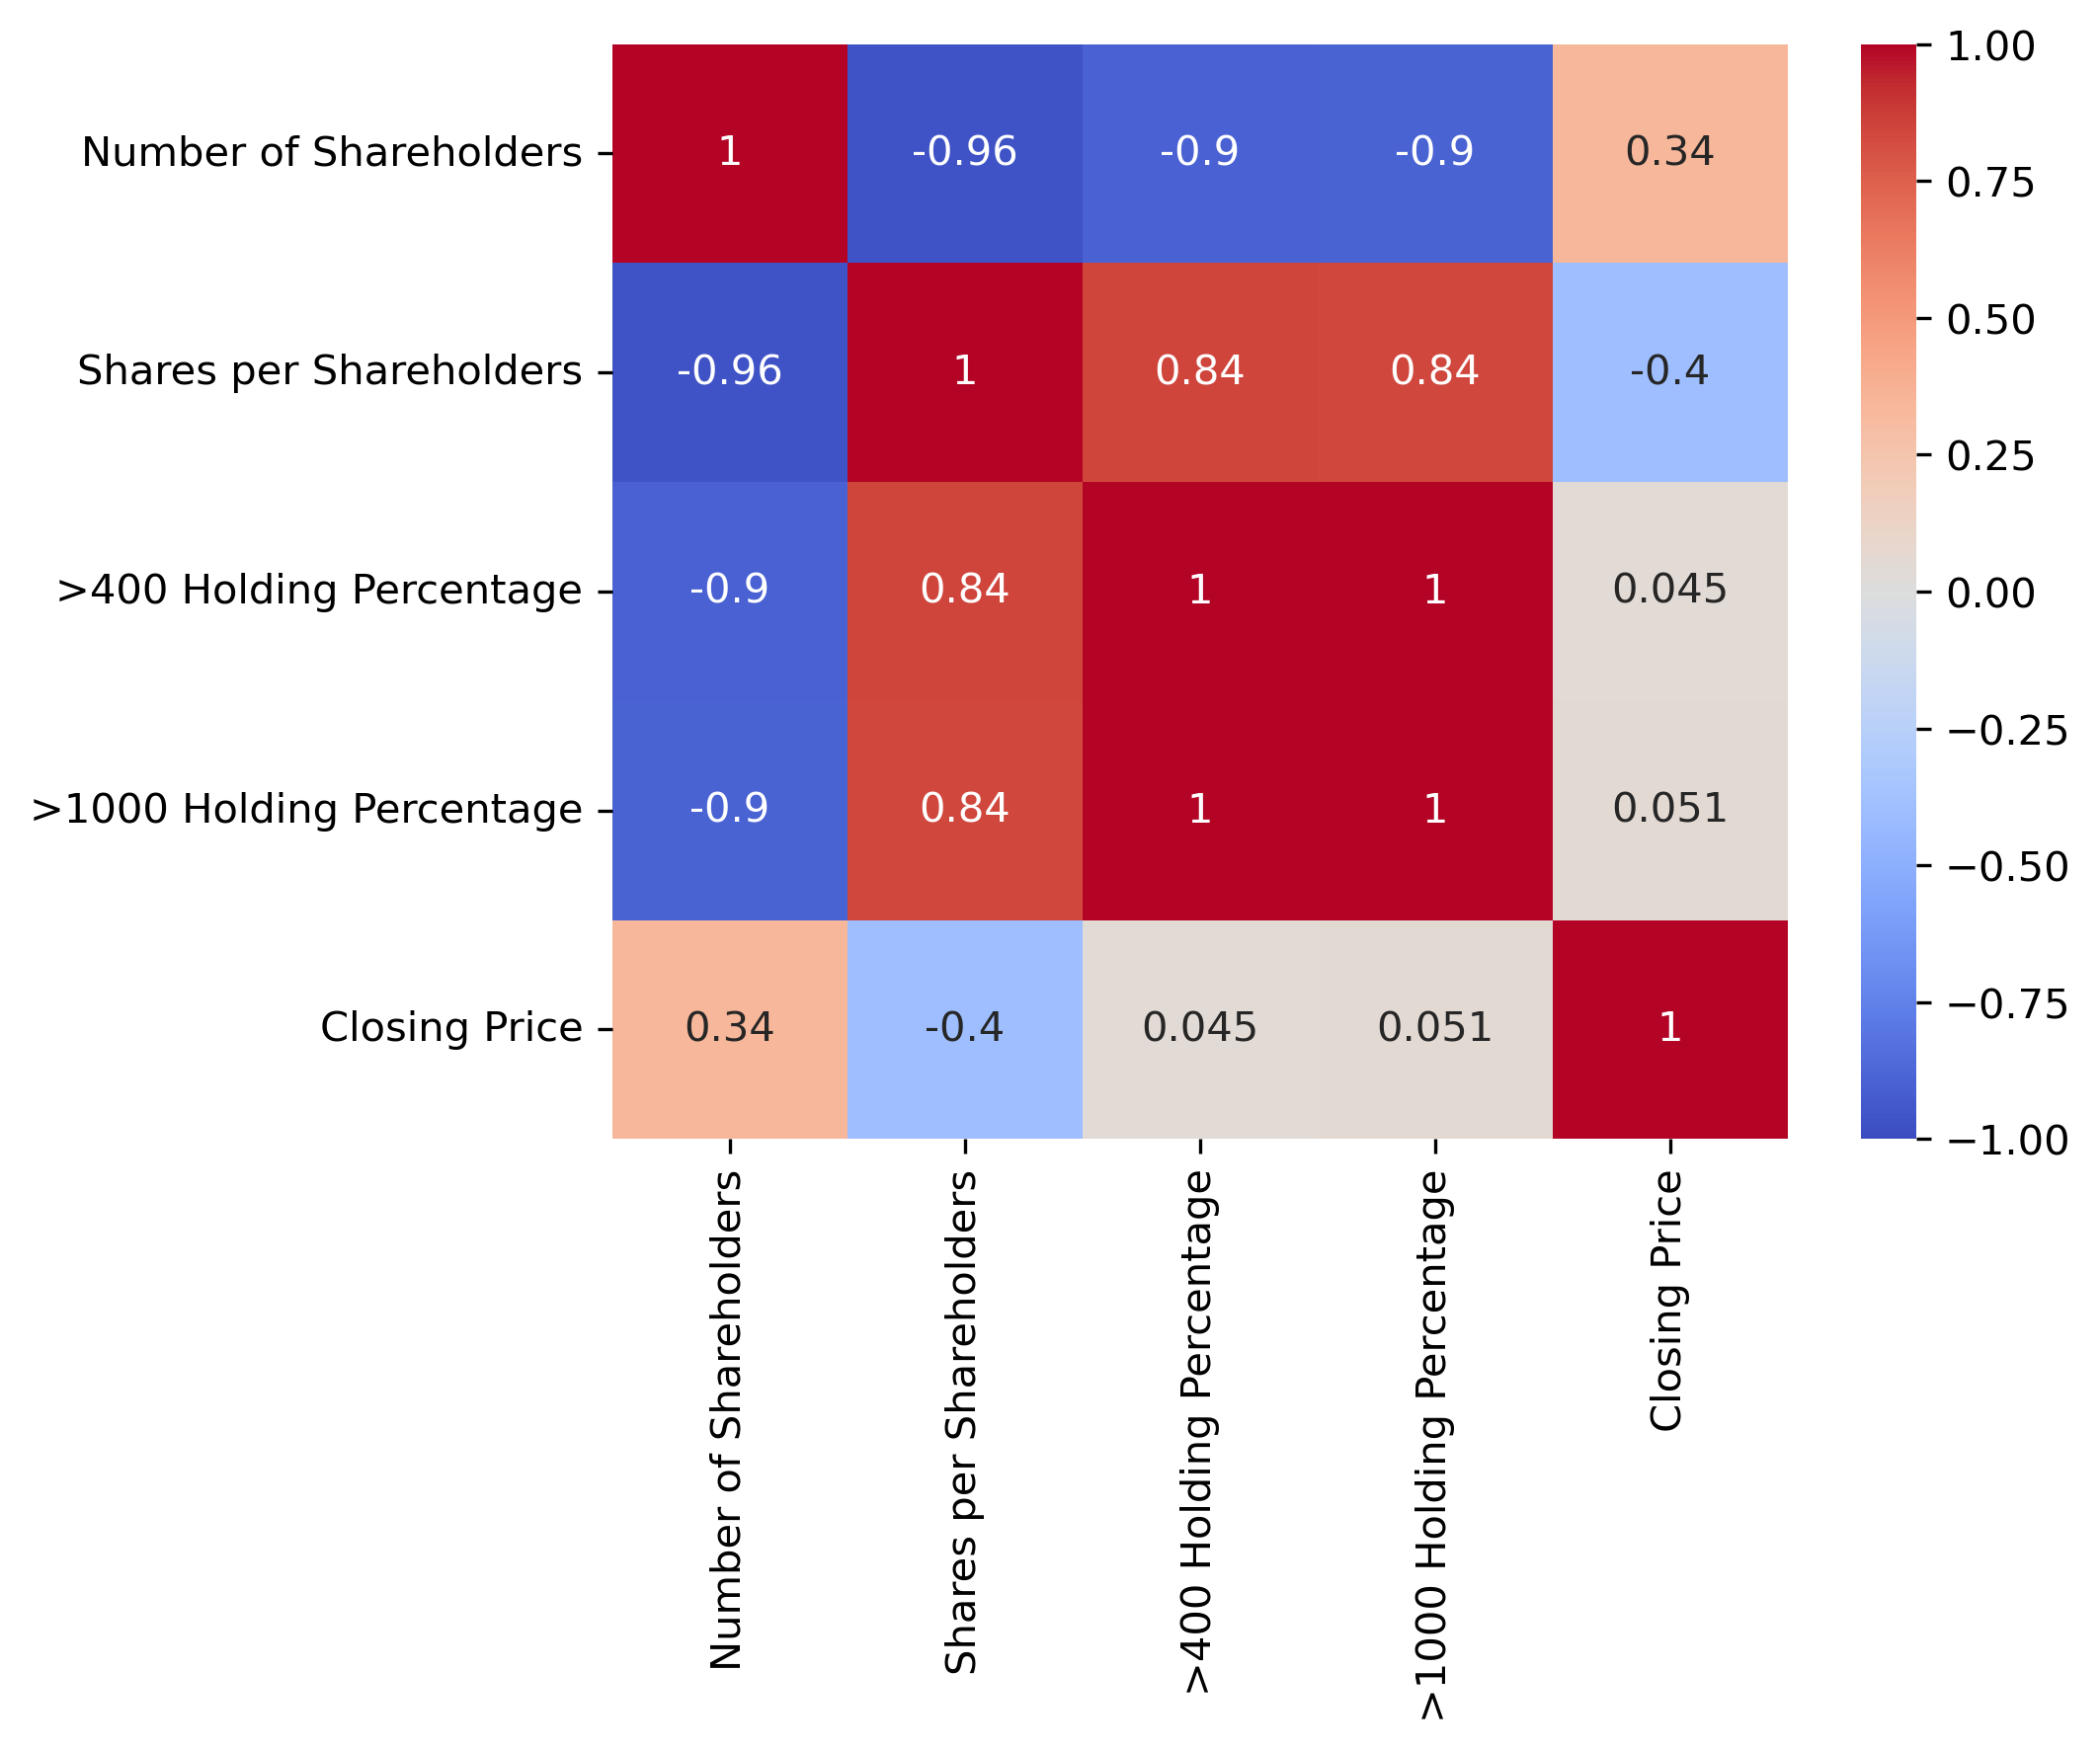 Number of Shareholders 1 -0.96 -0.9 -0.9 0.34
Shares per Shareholders -0.96 1 0.84 0.84 -0.4
>400 Holding Percentage -0.9 0.84 1 1 0.045
>1000 Holding Percentage -0.9 0.84 1 1 0.051
Closing Price 0.34 -0.4 0.045 0.051 1
Number of Shareholders
Shares per Shareholders
>400 Holding Percentage
>1000 Holding Percentage
Closing Price
1.00
0.75
0.50
0.25
0.00
−0.25
−0.50
−0.75
−1.00